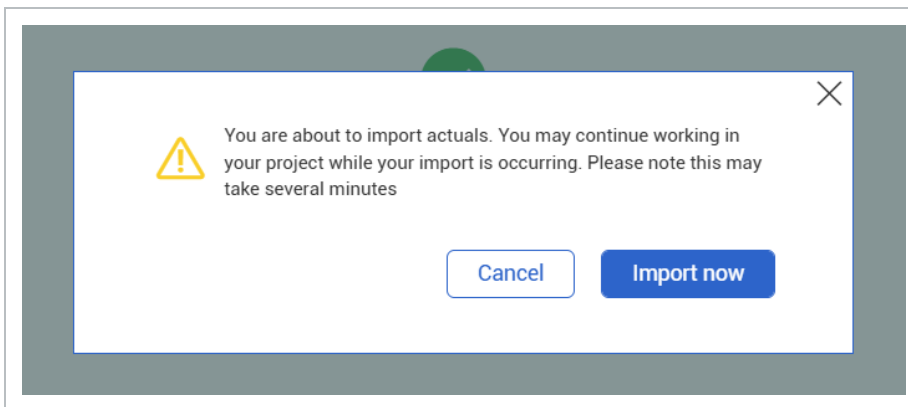 You are about to import actuals. You may continue working in
your project while your import is occurring. Please note this may
take several minutes
Cancel
Import now